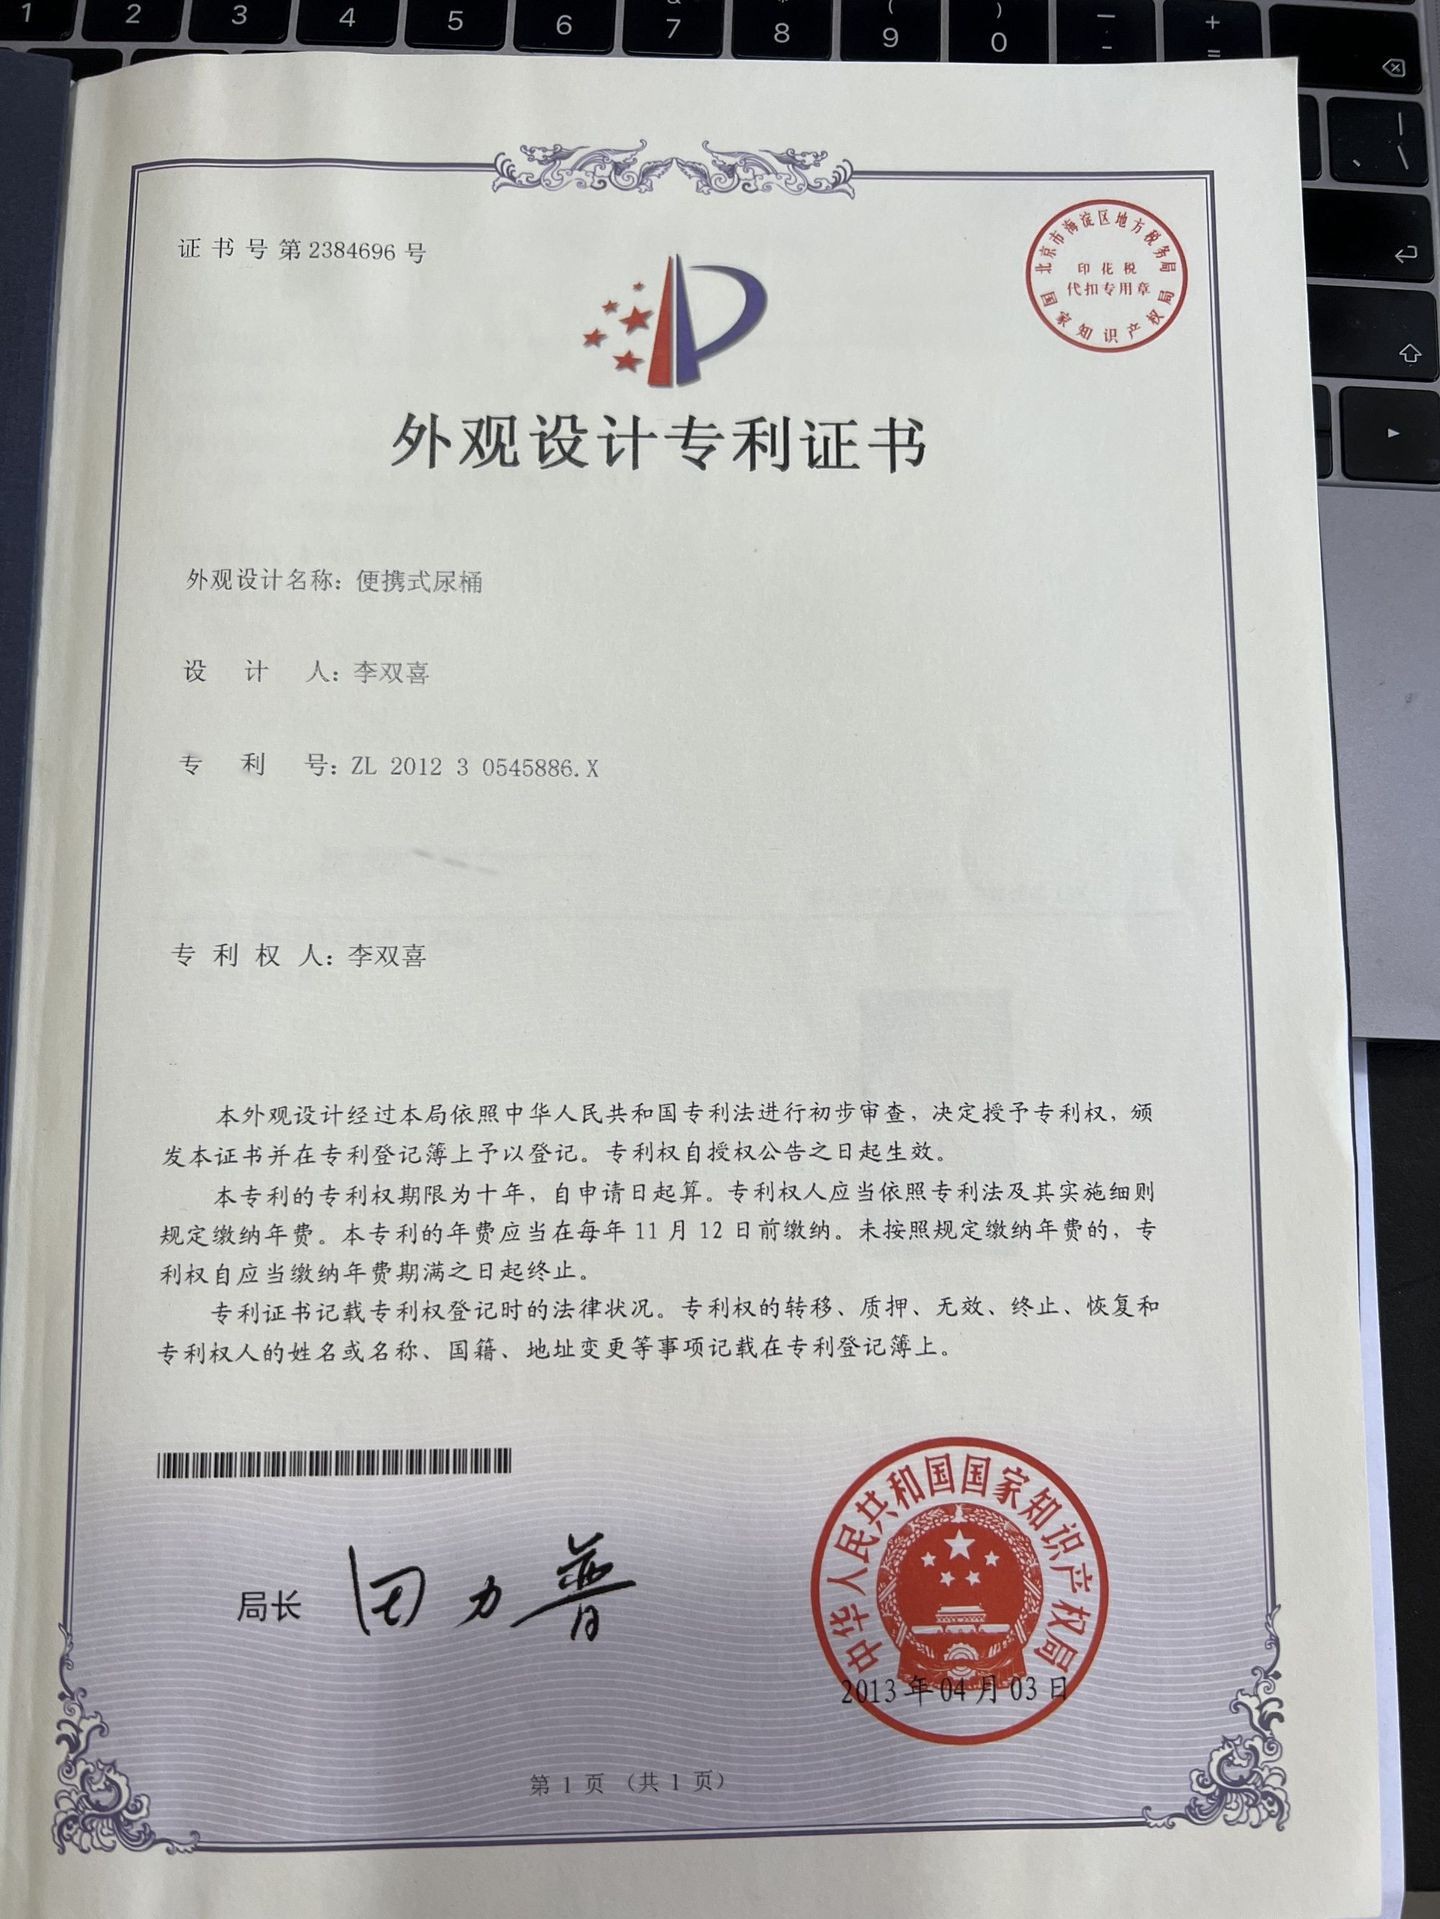 1 2 3 4 5 6 7 8 9 0
证书号第2384696号
北京市海淀区地方税务局
印花税
代扣专用章
国家知识产权局
外观设计专利证书
外观设计名称：便携式尿桶
设计人：李双喜
专利号：ZL 2012 3 0545886.X
专利权人：李双喜
本外观设计经过本局依照中华人民共和国专利法进行初步审查，决定授予专利权，颁
发本证书并在专利登记簿上予以登记。专利权自授权公告之日起生效。
本专利的专利权期限为十年，自申请日起算。专利权人应当依照专利法及其实施细则
规定缴纳年费。本专利的年费应当在每年 11 月 12 日前缴纳。未按照规定缴纳年费的，专
利权自应当缴纳年费期满之日起终止。
专利证书记载专利权登记时的法律状况。专利权的转移、质押、无效、终止、恢复和
专利权人的姓名或名称、国籍、地址变更等事项记载在专利登记簿上。
局长 田力普
中华人民共和国国家知识产权局
2013年04月03日
第 1 页 （共 1 页）